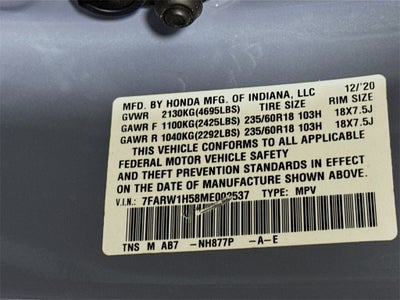 MFD. BY HONDA MFG. OF INDIANA, LLC 12/'20
GVWR 2130KG(4695LBS) TIRE SIZE RIM SIZE
GAWR F 1100KG(2425LBS) 235/60R18 103H 18X7.5J
GAWR R 1040KG(2292LBS) 235/60R18 103H 18X7.5J
THIS VEHICLE CONFORMS TO ALL APPLICABLE
FEDERAL MOTOR VEHICLE SAFETY
AND THEFT PREVENTION STANDARDS IN EFFECT
ON THE DATE OF MANUFACTURE SHOWN ABOVE.
V.I.N.: 7FARW1H58ME002537 TYPE: MPV
TNS M AB7 -NH877P -A-E